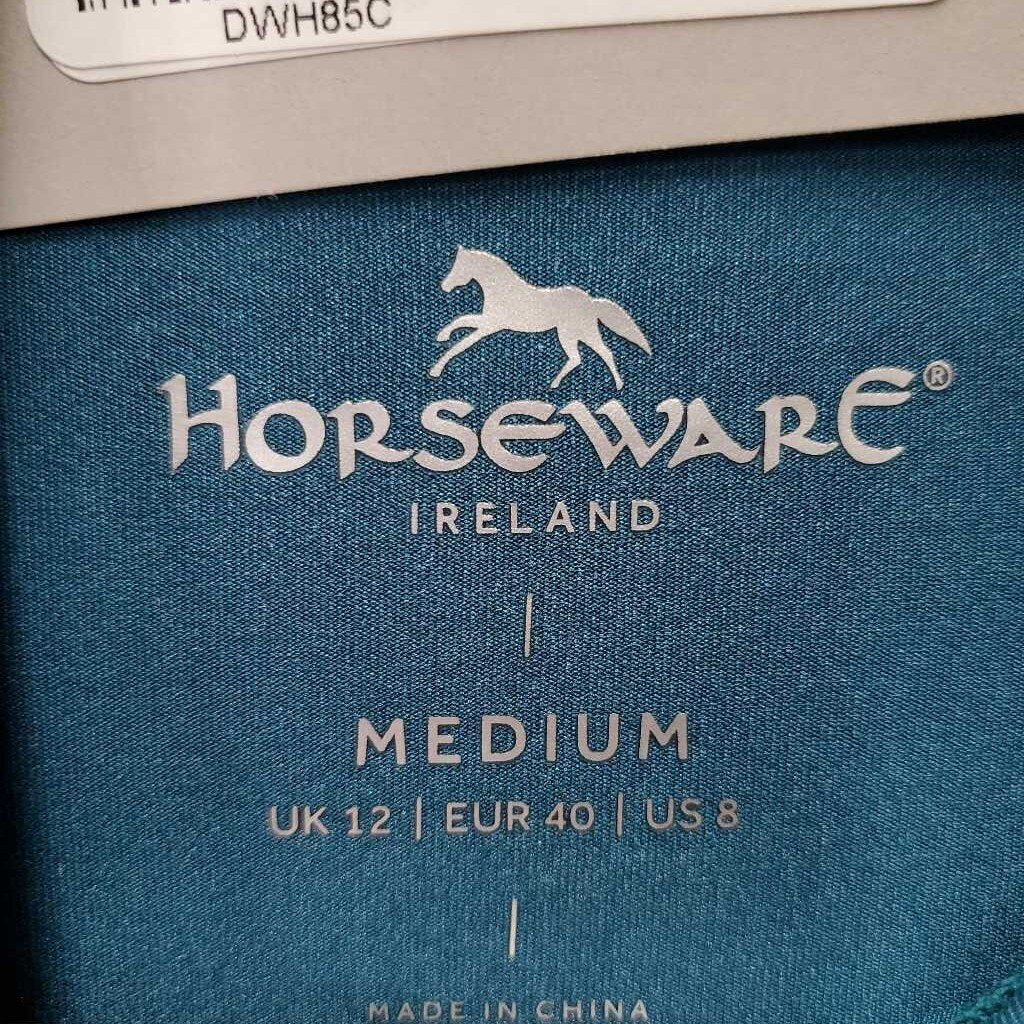 DWH85C
HORSEWARE®
IRELAND
MEDIUM
UK 12 | EUR 40 | US 8
MADE IN CHINA